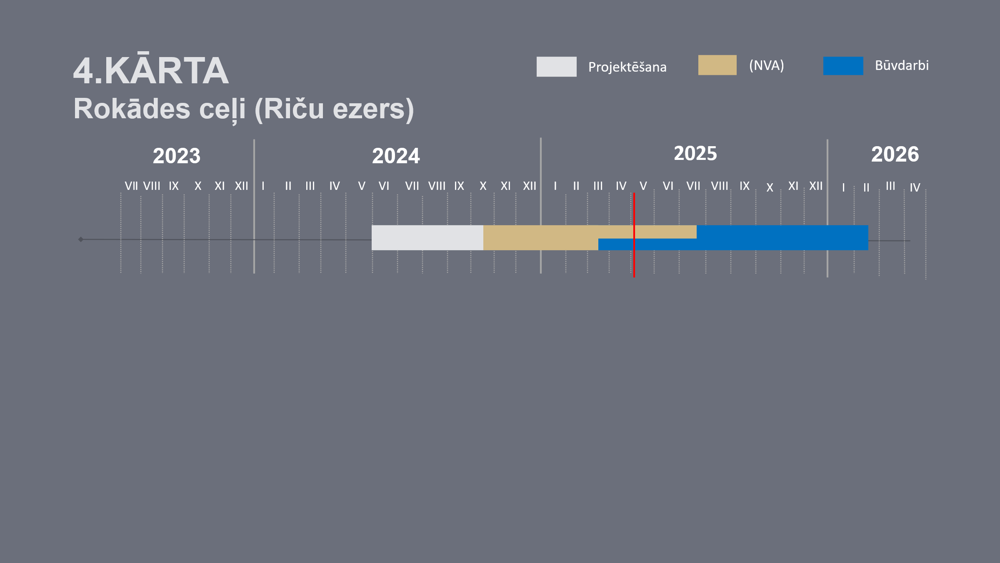 4.KĀRTA
Rokādes ceļi (Riču ezers)
Projektēšana (NVA) Būvdarbi
2023 2024 2025 2026
VII VIII IX X XI XII I II III IV V VI VII VIII IX X XI XII I II III IV V VI VII VIII IX X XI XII I II III IV